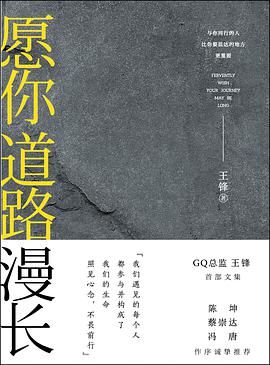 愿你道路漫长
与你同行的人
比你要抵达的地方
更重要
FERVENTLY
WISH,
YOUR JOURNEY
MAY BE
LONG
王锋 著
「我们遇见的每个人
都参与并构成了
我们的生命
照见心念，不畏前行」
GQ总监 王锋
首部文集
陈 坤
蔡崇达
冯 唐
作序诚挚推荐